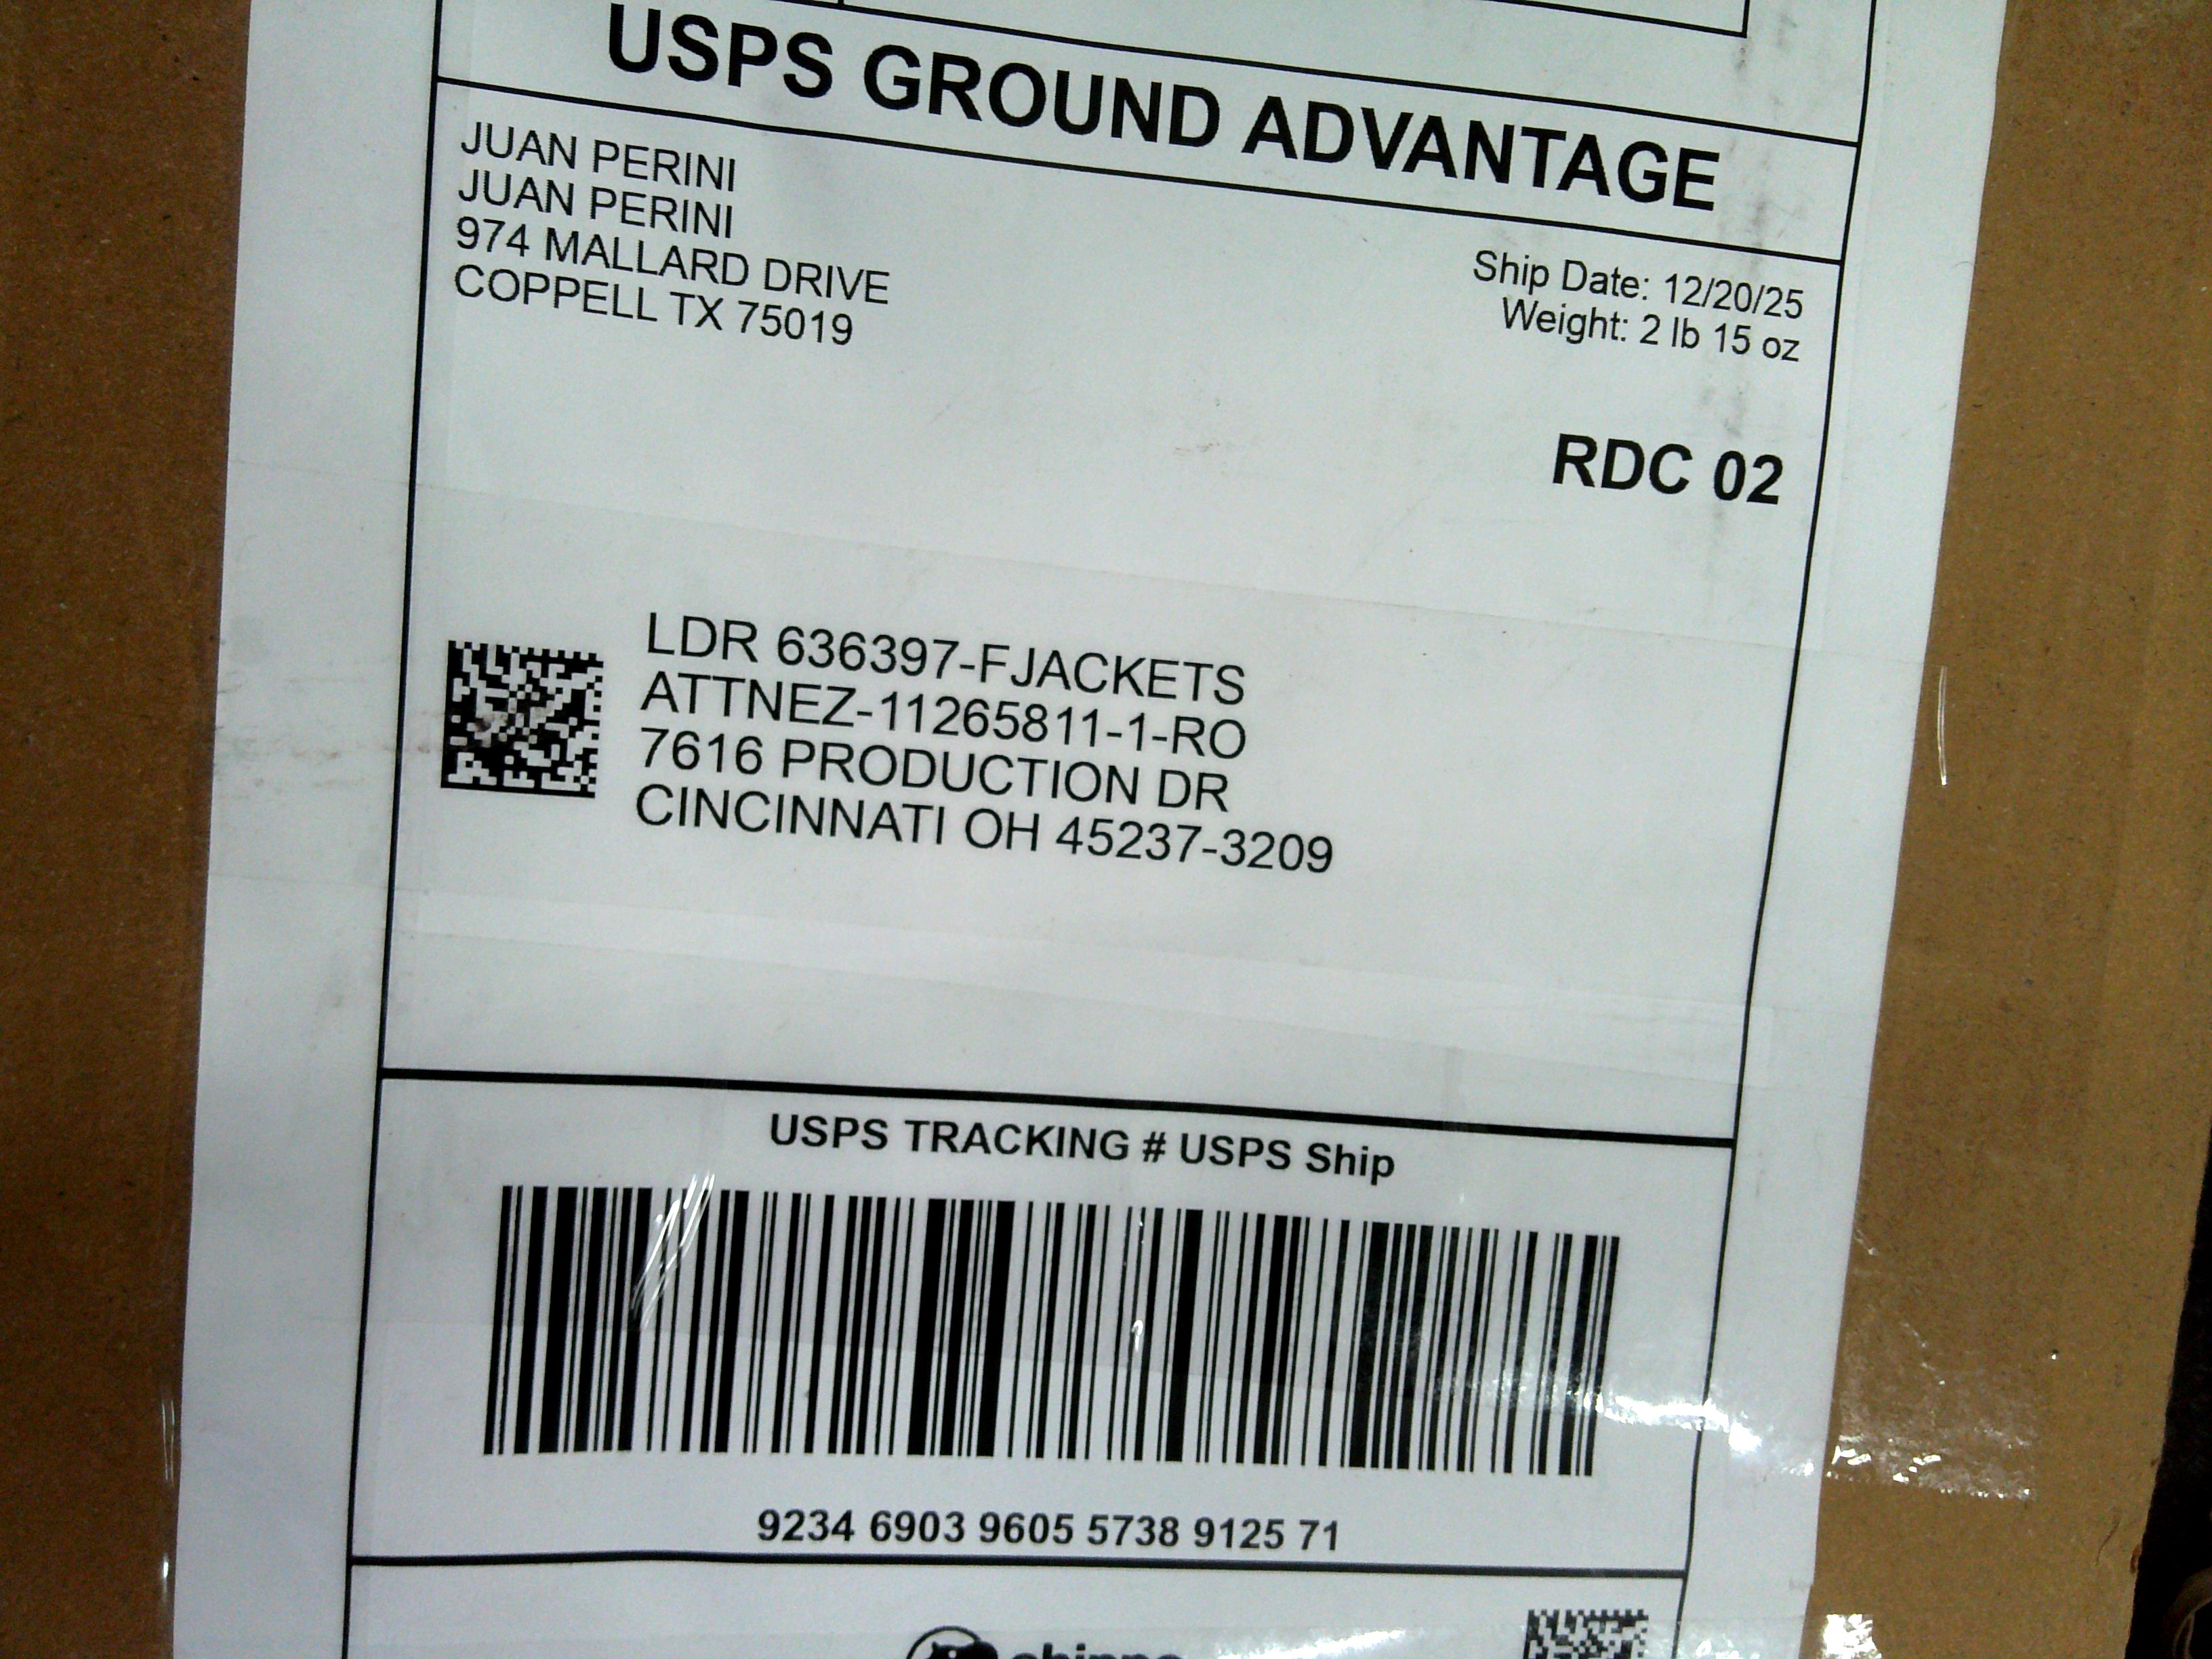 USPS GROUND ADVANTAGE
JUAN PERINI
JUAN PERINI
974 MALLARD DRIVE
COPPELL TX 75019
Ship Date: 12/20/25
Weight: 2 lb 15 oz
RDC 02
LDR 636397-FJACKETS
ATTNEZ-11265811-1-RO
7616 PRODUCTION DR
CINCINNATI OH 45237-3209
USPS TRACKING # USPS Ship
9234 6903 9605 5738 9125 71